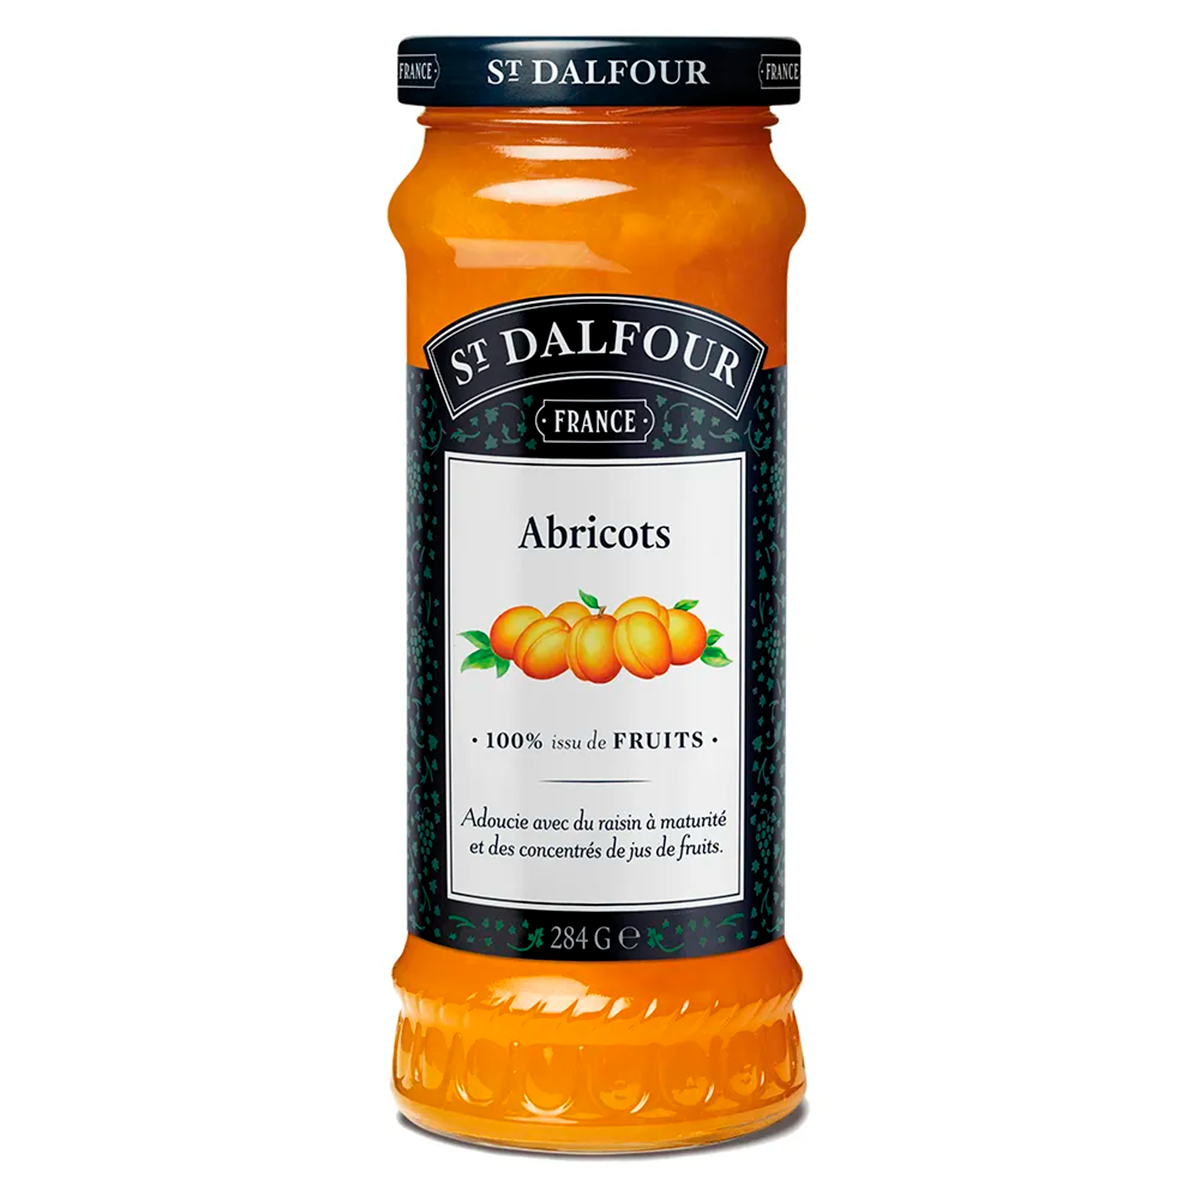 FRANCE · ST DALFOUR · FRANCE
ST DALFOUR
· FRANCE ·
Abricots
· 100% issu de FRUITS ·
Adoucie avec du raisin à maturité
et des concentrés de jus de fruits.
284 G ℮